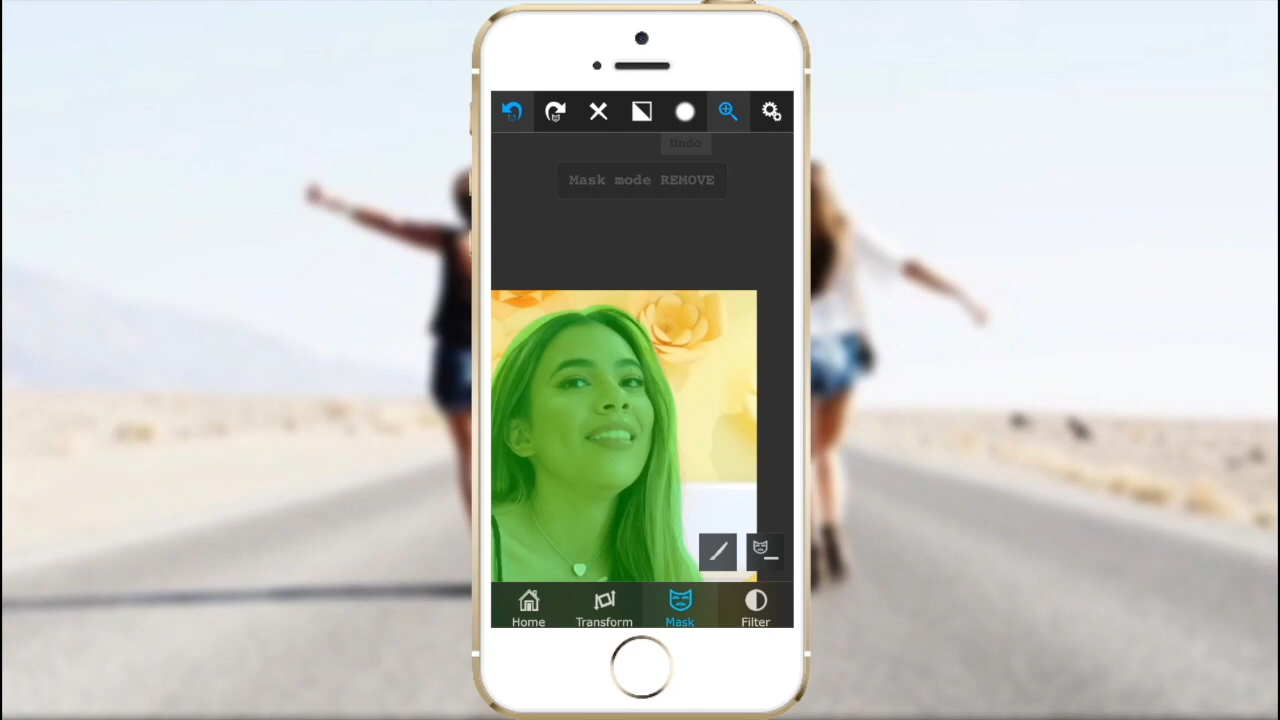 Undo
Mask mode REMOVE
Home
Transform
Mask
Filter